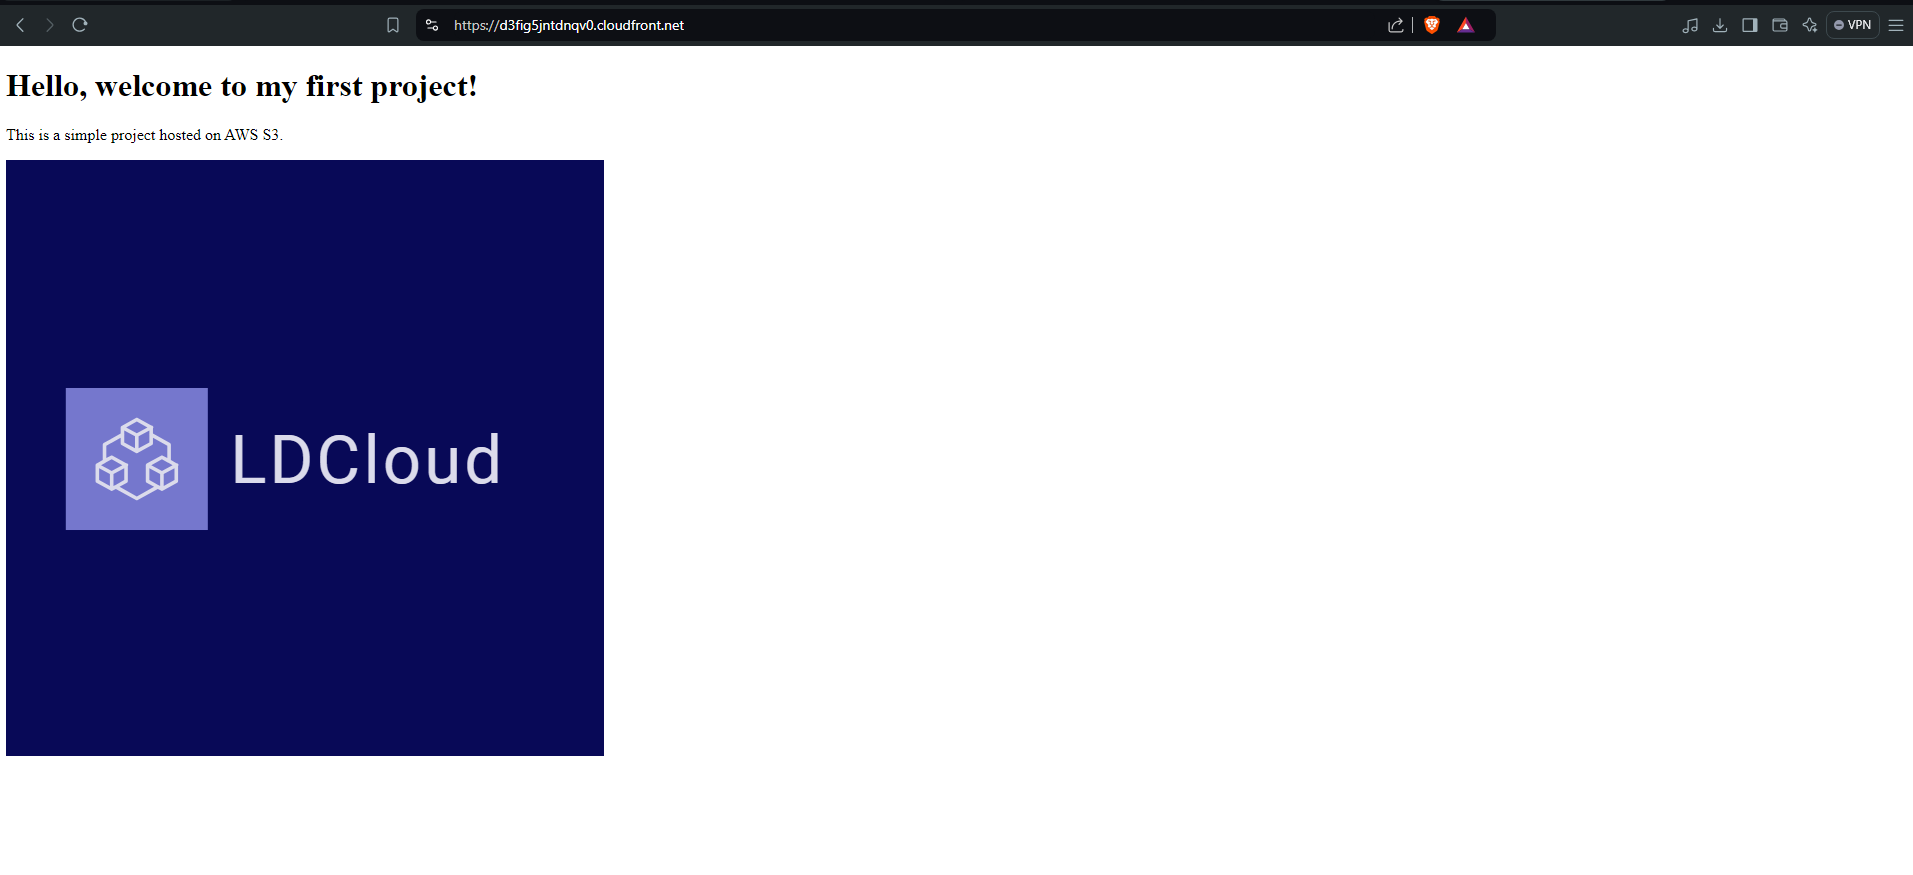 https://d3fig5jntdnqv0.cloudfront.net
VPN
Hello, welcome to my first project!
This is a simple project hosted on AWS S3.
LDCloud